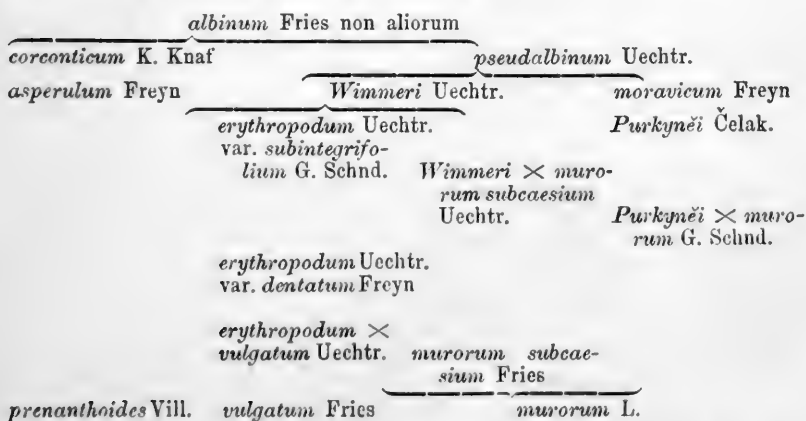 albinum Fries non aliorum
corconticum K. Knaf pseudalbinum Uechtr.
asperulum Freyn Wimmeri Uechtr. moravicum Freyn
erythropodum Uechtr. Purkyněi Čelak.
var. subintegrifo-
lium G. Schnd. Wimmeri × muro-
rum subcaesium
Uechtr. Purkyněi × muro-
rum G. Schnd.
erythropodum Uechtr.
var. dentatum Freyn
erythropodum ×
vulgatum Uechtr. murorum subcae-
sium Fries
prenanthoides Vill. vulgatum Fries murorum L.